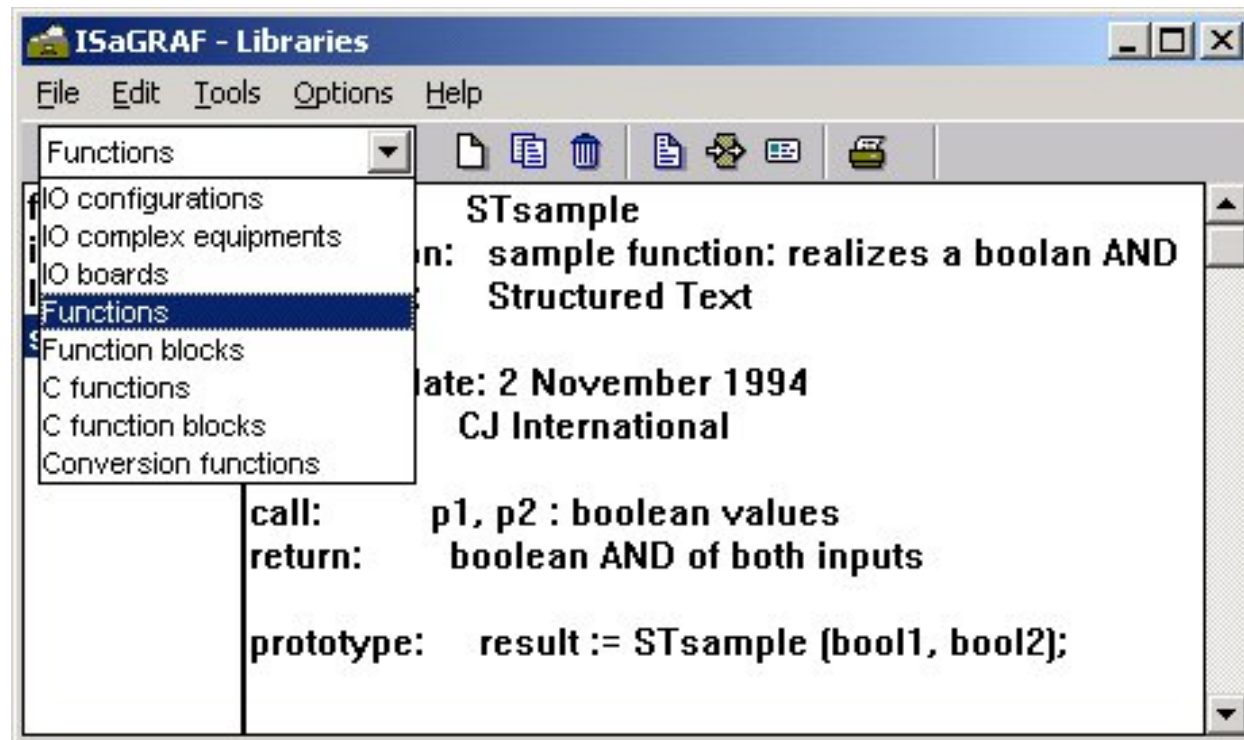 ISaGRAF - Libraries
File Edit Tools Options Help
Functions
IO configurations
IO complex equipments
IO boards
Functions
Function blocks
C functions
C function blocks
Conversion functions
STsample
sample function: realizes a boolan AND
Structured Text
2 November 1994
CJ International
call: p1, p2 : boolean values
return: boolean AND of both inputs
prototype: result := STsample (bool1, bool2);